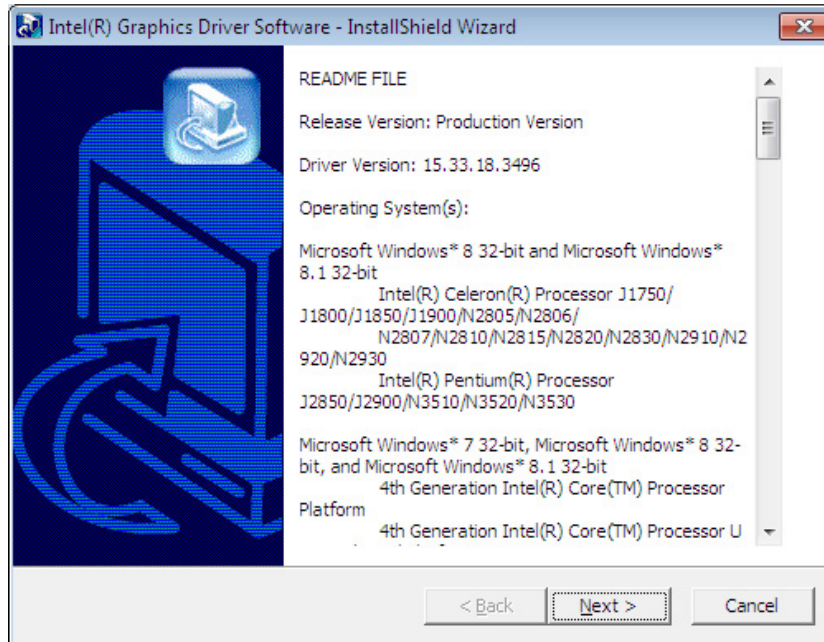 Intel(R) Graphics Driver Software - InstallShield Wizard
README FILE
Release Version: Production Version
Driver Version: 15.33.18.3496
Operating System(s):
Microsoft Windows* 8 32-bit and Microsoft Windows*
8.1 32-bit
Intel(R) Celeron(R) Processor J1750/
J1800/J1850/J1900/N2805/N2806/
N2807/N2810/N2815/N2820/N2830/N2910/N2
920/N2930
Intel(R) Pentium(R) Processor
J2850/J2900/N3510/N3520/N3530
Microsoft Windows* 7 32-bit, Microsoft Windows* 8 32-
bit, and Microsoft Windows* 8.1 32-bit
4th Generation Intel(R) Core(TM) Processor
Platform
4th Generation Intel(R) Core(TM) Processor U
< Back
Next >
Cancel